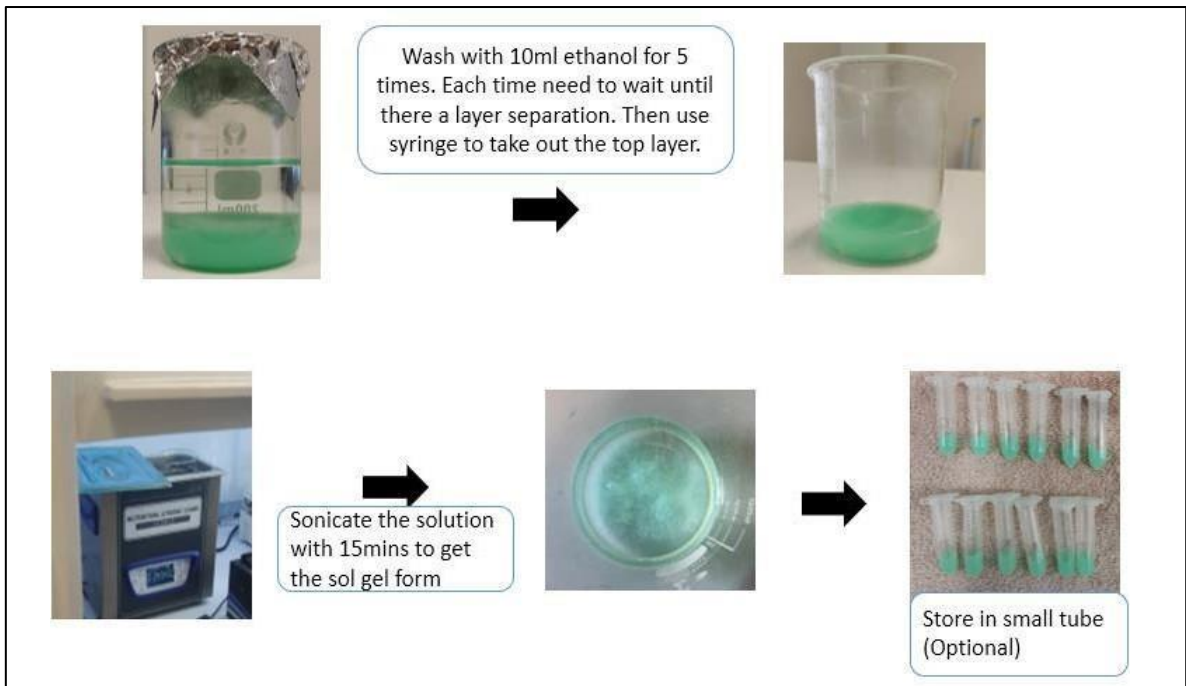 Wash with 10ml ethanol for 5
times. Each time need to wait until
there a layer separation. Then use
syringe to take out the top layer.
Sonicate the solution
with 15mins to get
the sol gel form
Store in small tube
(Optional)